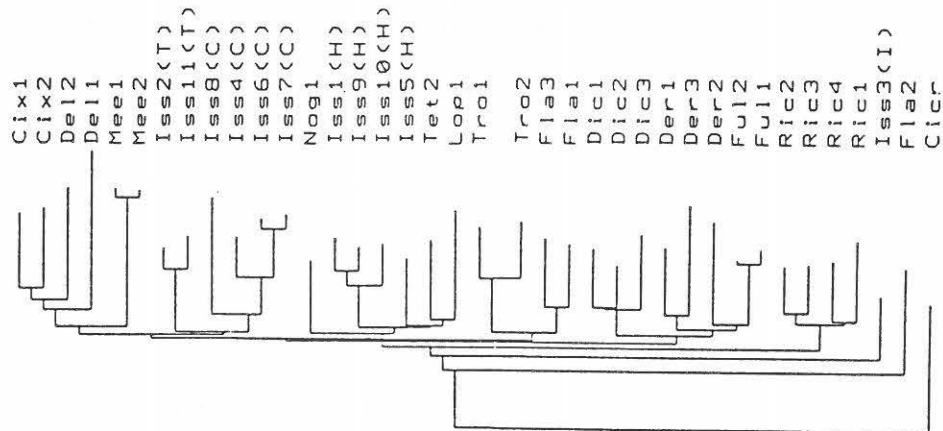 Cix1
Cix2
Del2
Del1
Mee1
Mee2
Iss2(T)
Iss11(T)
Iss8(C)
Iss4(C)
Iss6(C)
Iss7(C)
Nog1
Iss1(H)
Iss9(H)
Iss10(H)
Iss5(H)
Tet2
Lop1
Tro1
Tro2
Fla3
Fla1
Dic1
Dic2
Dic3
Der1
Der3
Der2
Ful2
Ful1
Ric2
Ric3
Ric4
Ric1
Iss3(I)
Fla2
Cicr